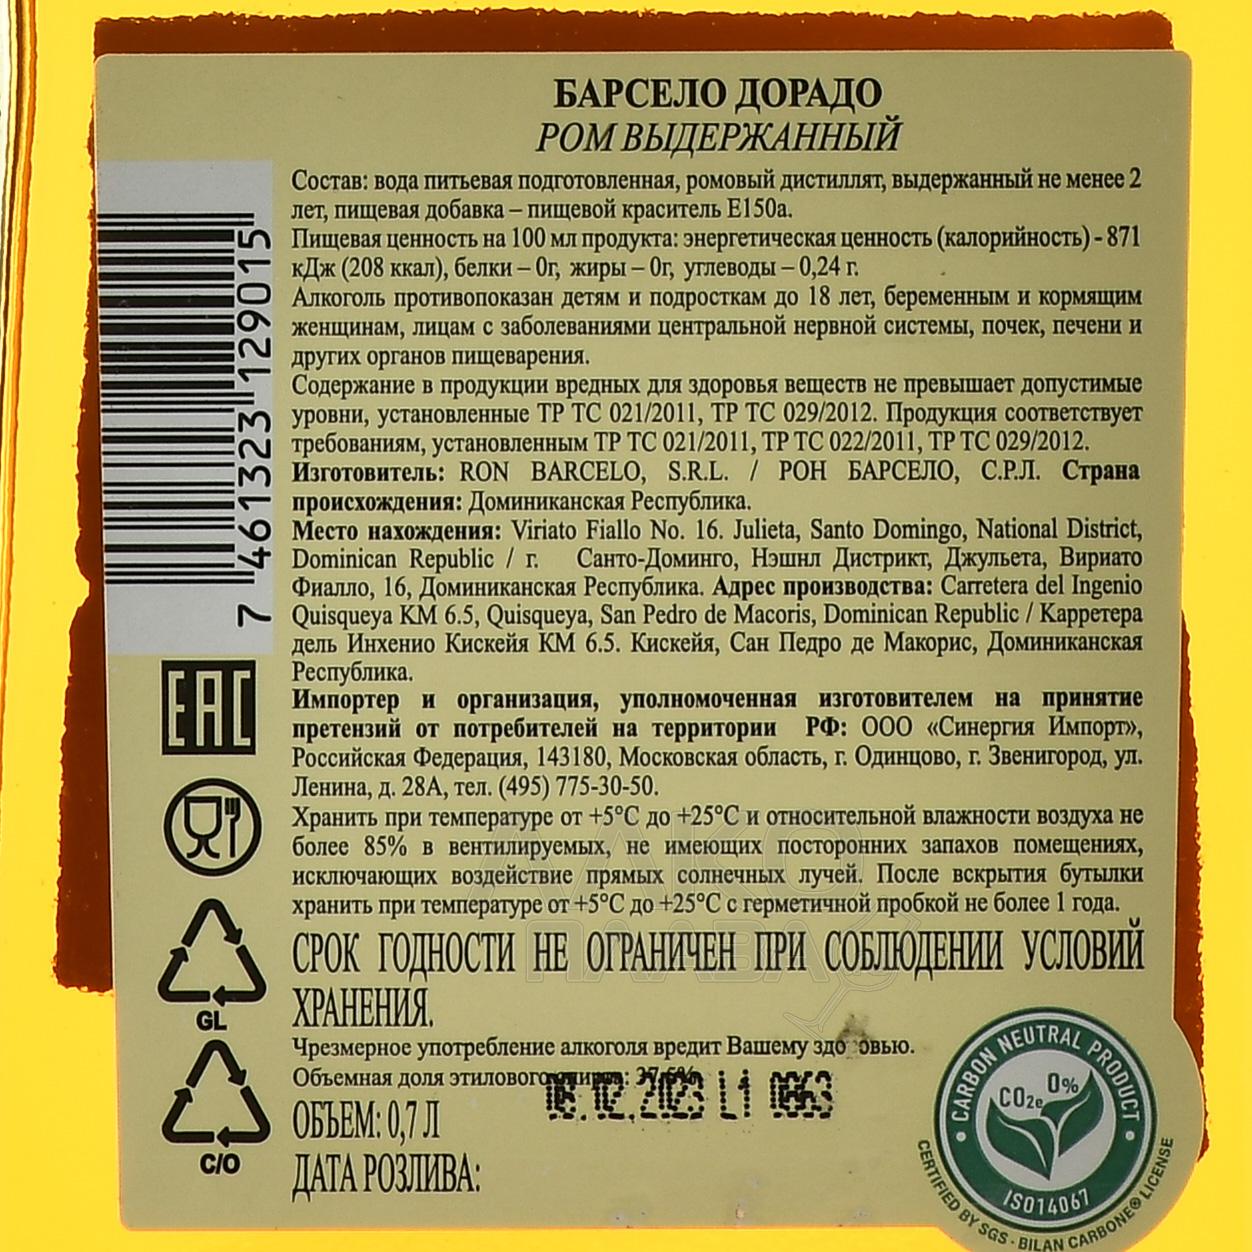 БАРСЕЛО ДОРАДО
РОМ ВЫДЕРЖАННЫЙ
Состав: вода питьевая подготовленная, ромовый дистиллят, выдержанный не менее 2
лет, пищевая добавка – пищевой краситель Е150а.
Пищевая ценность на 100 мл продукта: энергетическая ценность (калорийность) - 871
кДж (208 ккал), белки – 0г, жиры – 0г, углеводы – 0,24 г.
Алкоголь противопоказан детям и подросткам до 18 лет, беременным и кормящим
женщинам, лицам с заболеваниями центральной нервной системы, почек, печени и
других органов пищеварения.
Содержание в продукции вредных для здоровья веществ не превышает допустимые
уровни, установленные ТР ТС 021/2011, ТР ТС 029/2012. Продукция соответствует
требованиям, установленным ТР ТС 021/2011, ТР ТС 022/2011, ТР ТС 029/2012.
Изготовитель: RON BARCELO, S.R.L. / РОН БАРСЕЛО, С.Р.Л. Страна
происхождения: Доминиканская Республика.
Место нахождения: Viriato Fiallo No. 16. Julieta, Santo Domingo, National District,
Dominican Republic / г. Санто-Доминго, Нэшнл Дистрикт, Джульета, Вириато
Фиалло, 16, Доминиканская Республика. Адрес производства: Carretera del Ingenio
Quisqueya KM 6.5, Quisqueya, San Pedro de Macoris, Dominican Republic / Карретера
дель Инхенио Кискейя КМ 6.5. Кискейя, Сан Педро де Макорис, Доминиканская
Республика.
Импортер и организация, уполномоченная изготовителем на принятие
претензий от потребителей на территории РФ: ООО «Синергия Импорт»,
Российская Федерация, 143180, Московская область, г. Одинцово, г. Звенигород, ул.
Ленина, д. 28А, тел. (495) 775-30-50.
Хранить при температуре от +5°С до +25°С и относительной влажности воздуха не
более 85% в вентилируемых, не имеющих посторонних запахов помещениях,
исключающих воздействие прямых солнечных лучей. После вскрытия бутылки
хранить при температуре от +5°С до +25°С с герметичной пробкой не более 1 года.
СРОК ГОДНОСТИ НЕ ОГРАНИЧЕН ПРИ СОБЛЮДЕНИИ УСЛОВИЙ
ХРАНЕНИЯ.
Чрезмерное употребление алкоголя вредит Вашему
Объемная доля этилового
ОБЪЕМ: 0,7 Л
ДАТА РОЗЛИВА:
7 461323 129015
EAC
GL
C/O
CARBON NEUTRAL PRODUCT
CO2e 0%
ISO14067
CERTIFIED BY SGS - BILAN CARBONE® LICENSE
АЛКО
ПЛАЗА